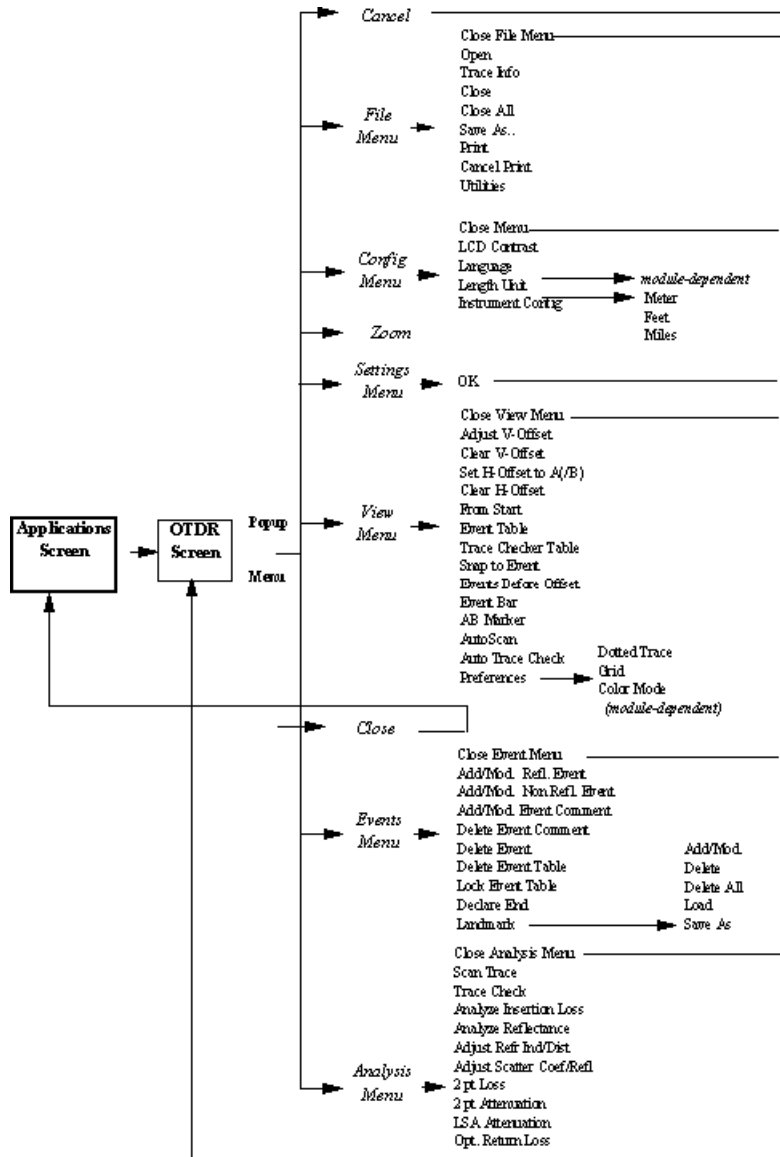 Cancel
Close File Menu
Open
Trace Info
Close
Close All
File
Menu
Save As..
Print
Cancel Print
Utilities
Close Menu
LCD Contrast
Config
Menu
Language
Length Unit
Instrument Config
module-dependent
Meter
Feet
Miles
Zoom
Settings
Menu
OK
Close View Menu
Adjust V-Offset
Clear V-Offset
Set H-Offset to A(/B)
Clear H-Offset
From Start
View
Menu
Event Table
Trace Checker Table
Snap to Event
Events Before Offset
Event Bar
AB Marker
AutoScan
Auto Trace Check
Preferences
Dotted Trace
Grid
Color Mode
(module-dependent)
Applications
Screen
OTDR
Screen
Popup
Menu
Close
Close Event Menu
Add/Mod. Refl. Event
Add/Mod. Non Refl. Event
Add/Mod. Event Comment
Events
Menu
Delete Event Comment
Delete Event
Delete Event Table
Lock Event Table
Declare End
Landmark
Add/Mod.
Delete
Delete All
Load
Save As
Close Analysis Menu
Scan Trace
Trace Check
Analyze Insertion Loss
Analyze Reflectance
Adjust Refr Ind/Dist.
Adjust Scatter Coef/Refl
Analysis
Menu
2 pt. Loss
2 pt. Attenuation
LSA Attenuation
Opt. Return Loss